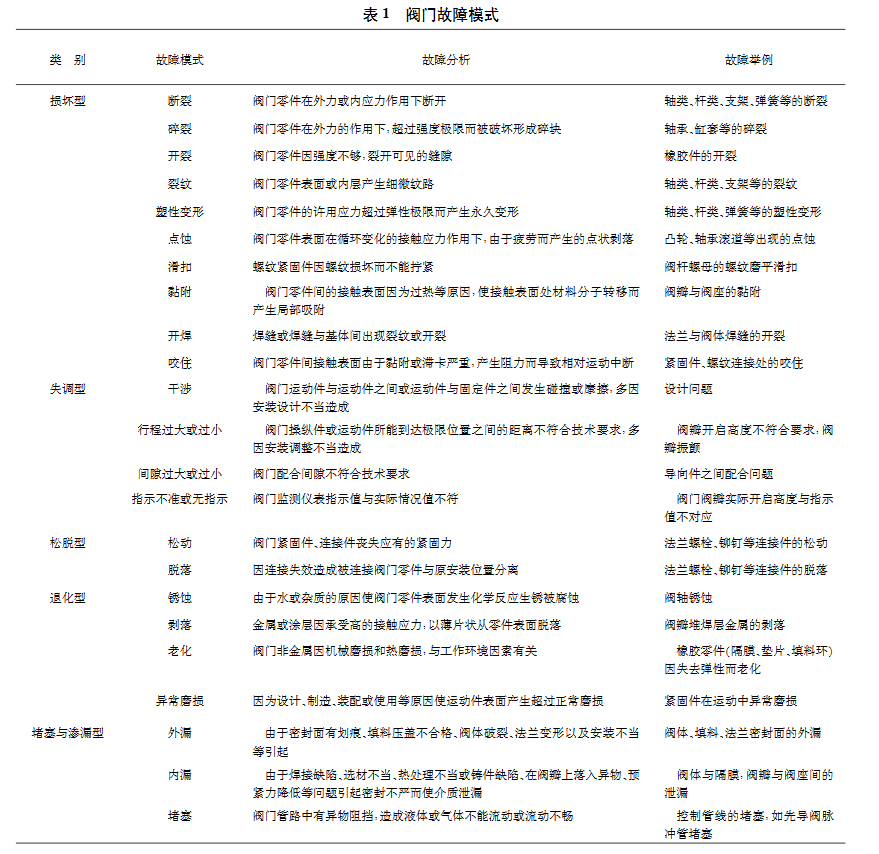 表 1 阀门故障模式
类 别 故障模式 故障分析 故障举例
损坏型 断裂 阀门零件在外力或内应力作用下断开 轴类、杆类、支架、弹簧等的断裂
碎裂 阀门零件在外力的作用下,超过强度极限而被破坏形成碎块 轴承、缸套等的碎裂
开裂 阀门零件因强度不够,裂开可见的缝隙 橡胶件的开裂
裂纹 阀门零件表面或内层产生细微纹路 轴类、杆类、支架等的裂纹
塑性变形 阀门零件的许用应力超过弹性极限而产生永久变形 轴类、杆类、弹簧等的塑性变形
点蚀 阀门零件表面在循环变化的接触应力作用下,由于疲劳而产生的点状剥落 凸轮、轴承滚道等出现的点蚀
滑扣 螺纹紧固件因螺纹损坏而不能拧紧 阀杆螺母的螺纹磨平滑扣
黏附 阀门零件间的接触表面因为过热等原因,使接触表面处材料分子转移而 阀瓣与阀座的黏附
产生局部吸附
开焊 焊缝或焊缝与基体间出现裂纹或开裂 法兰与阀体焊缝的开裂
咬住 阀门零件间接触表面由于黏附或滞卡严重,产生阻力而导致相对运动中断 紧固件、螺纹连接处的咬住
失调型 干涉 阀门运动件与运动件之间或运动件与固定件之间发生碰撞或摩擦,多因 设计问题
安装设计不当造成
行程过大或过小 阀门操纵件或运动件所能到达极限位置之间的距离不符合技术要求,多 阀瓣开启高度不符合要求,阀
因安装调整不当造成 瓣振颤
间隙过大或过小 阀门配合间隙不符合技术要求 导向件之间配合问题
指示不准或无指示 阀门监测仪表指示值与实际情况值不符 阀门阀瓣实际开启高度与指示
值不对应
松脱型 松动 阀门紧固件、连接件丧失应有的紧固力 法兰螺栓、铆钉等连接件的松动
脱落 因连接失效造成被连接阀门零件与原安装位置分离 法兰螺栓、铆钉等连接件的脱落
退化型 锈蚀 由于水或杂质的原因使阀门零件表面发生化学反应生锈被腐蚀 阀轴锈蚀
剥落 金属或涂层因承受高的接触应力,以薄片状从零件表面脱落 阀瓣堆焊层金属的剥落
老化 阀门非金属因机械磨损和热磨损,与工作环境因素有关 橡胶零件(隔膜、垫片、填料环)
因失去弹性而老化
异常磨损 因为设计、制造、装配或使用等原因使运动件表面产生超过正常磨损 紧固件在运动中异常磨损
堵塞与渗漏型 外漏 由于密封面有划痕、填料压盖不合格、阀体破裂、法兰变形以及安装不当 阀体、填料、法兰密封面的外漏
等引起
内漏 由于焊接缺陷、选材不当、热处理不当或铸件缺陷、在阀瓣上落入异物、预 阀体与隔膜,阀瓣与阀座间的
紧力降低等问题引起密封不严而使介质泄漏 泄漏
堵塞 阀门管路中有异物阻挡,造成液体或气体不能流动或流动不畅 控制管线的堵塞,如先导阀脉
冲管堵塞